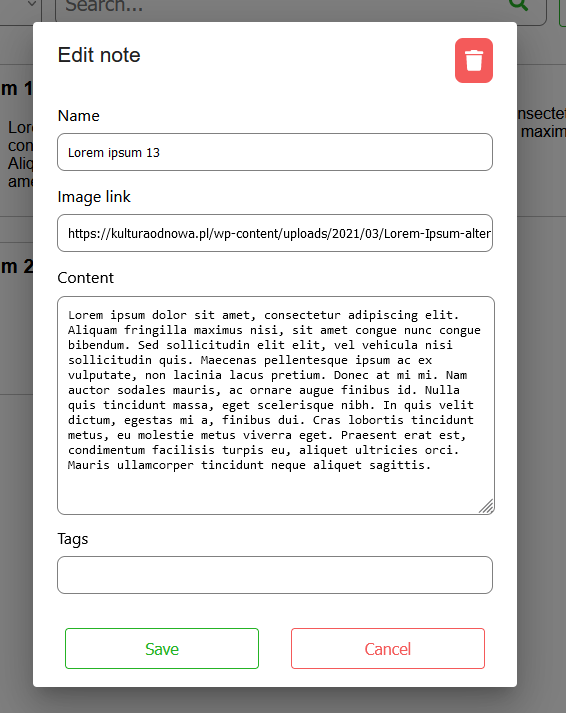 Search...
Edit note
m 1
Name
Lorem ipsum 13
Image link
https://kulturaodnowa.pl/wp-content/uploads/2021/03/Lorem-Ipsum-alter
m 2
Content
Lorem ipsum dolor sit amet, consectetur adipiscing elit.
Aliquam fringilla maximus nisi, sit amet congue nunc congue
bibendum. Sed sollicitudin elit elit, vel vehicula nisi
sollicitudin quis. Maecenas pellentesque ipsum ac ex
vulputate, non lacinia lacus pretium. Donec at mi mi. Nam
auctor sodales mauris, ac ornare augue finibus id. Nulla
quis tincidunt massa, eget scelerisque nibh. In quis velit
dictum, egestas mi a, finibus dui. Cras lobortis tincidunt
metus, eu molestie metus viverra eget. Praesent erat est,
condimentum facilisis turpis eu, aliquet ultricies orci.
Mauris ullamcorper tincidunt neque aliquet sagittis.
Tags
Save Cancel